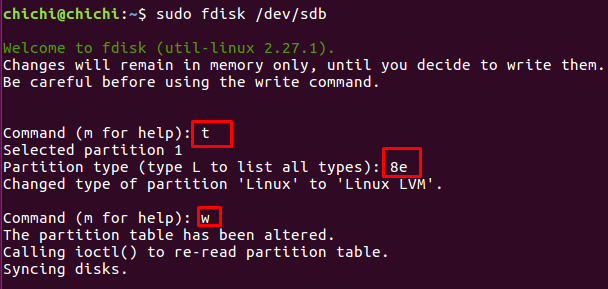 chichi@chichi:~$ sudo fdisk /dev/sdb
Welcome to fdisk (util-linux 2.27.1).
Changes will remain in memory only, until you decide to write them.
Be careful before using the write command.
Command (m for help): t
Selected partition 1
Partition type (type L to list all types): 8e
Changed type of partition 'Linux' to 'Linux LVM'.
Command (m for help): w
The partition table has been altered.
Calling ioctl() to re-read partition table.
Syncing disks.